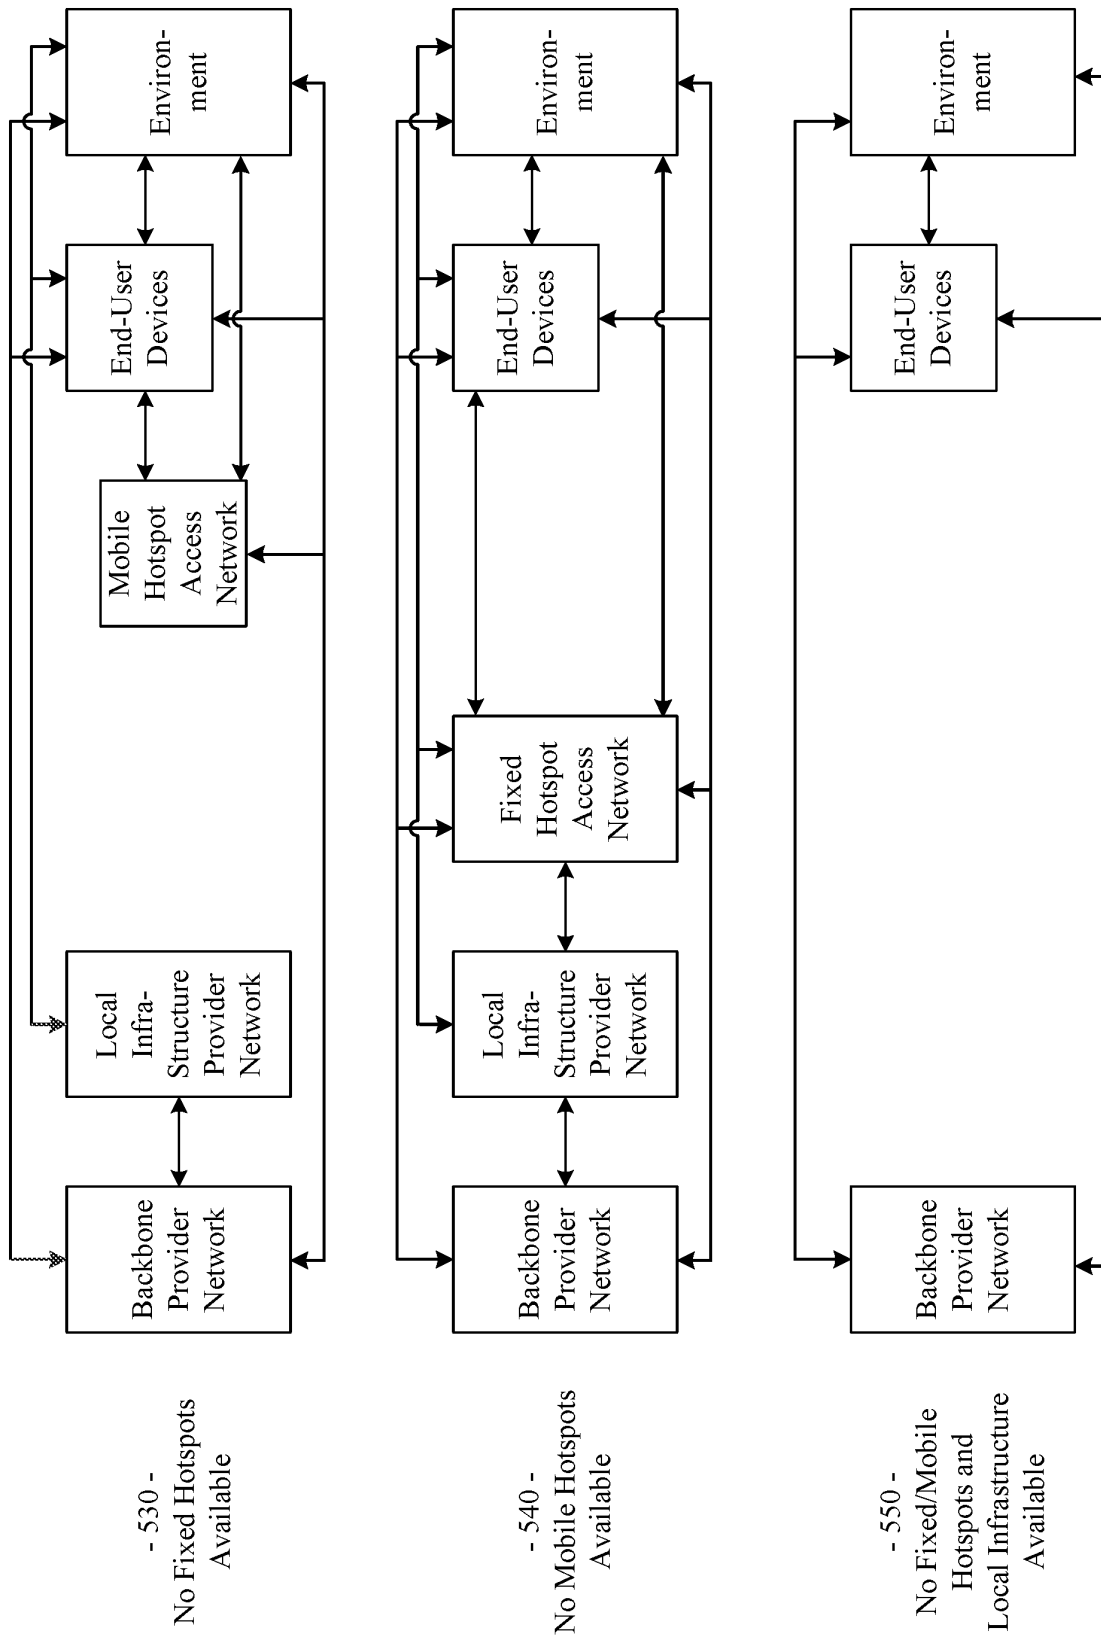 - 530 -
No Fixed Hotspots
Available
Backbone
Provider
Network
Local
Infra-
Structure
Provider
Network
Mobile
Hotspot
Access
Network
End-User
Devices
Environ-
ment
- 540 -
No Mobile Hotspots
Available
Backbone
Provider
Network
Local
Infra-
Structure
Provider
Network
Fixed
Hotspot
Access
Network
End-User
Devices
Environ-
ment
- 550 -
No Fixed/Mobile
Hotspots and
Local Infrastructure
Available
Backbone
Provider
Network
End-User
Devices
Environ-
ment